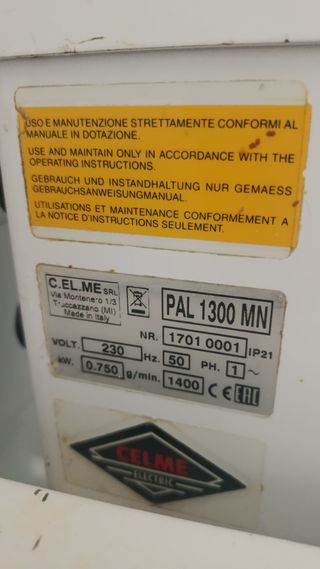 USO E MANUTENZIONE STRETTAMENTE CONFORMI AL
MANUALE IN DOTAZIONE.
USE AND MAINTAIN ONLY IN ACCORDANCE WITH THE
OPERATING INSTRUCTIONS.
GEBRAUCH UND INSTANDHALTUNG NUR GEMAESS
GEBRAUCHSANWEISUNGMANUAL.
UTILISATIONS ET MAINTENANCE CONFORMEMENT A
LA NOTICE D'INSTRUCTIONS SEULEMENT.
C.EL.ME SRL
Via Montenero 1/3
Truccazzano (MI)
Made in Italy
PAL 1300 MN
NR. 1701 0001 IP21
VOLT. 230 Hz. 50 PH. 1 ~
kW. 0.750 g/min. 1400 CE EAC
CELME
ELECTRIC